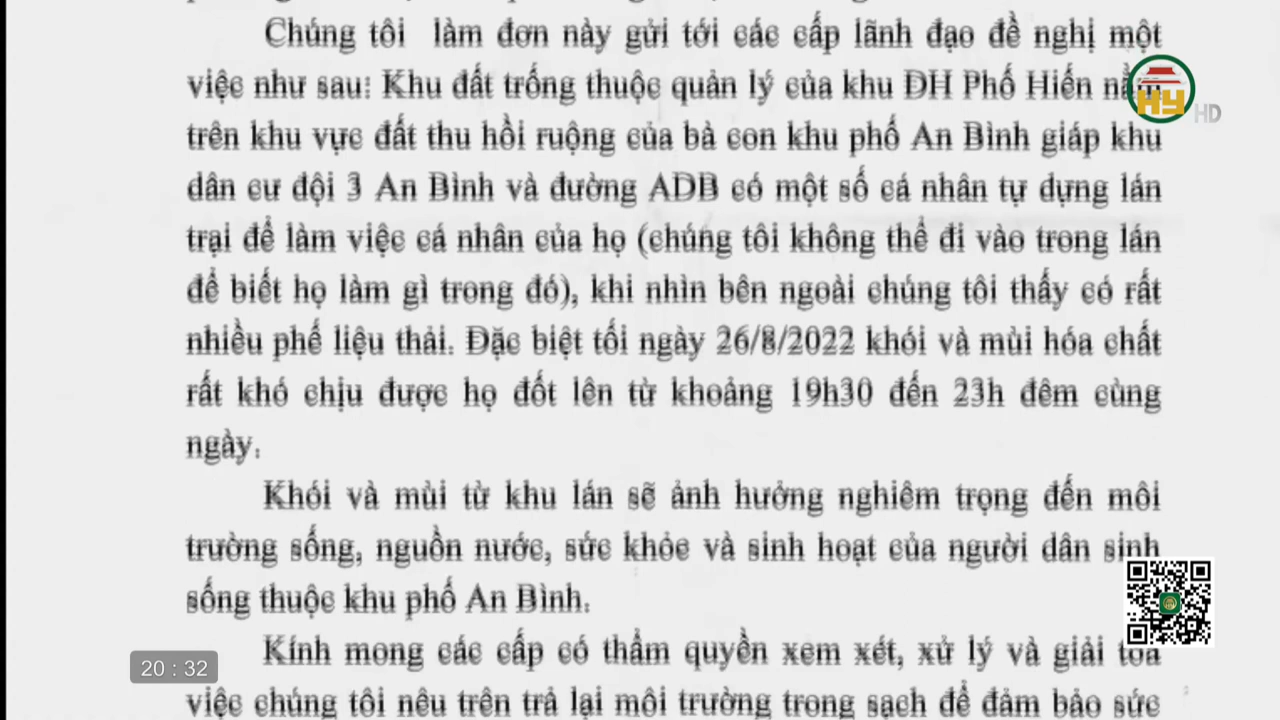 Chúng tôi làm đơn này gửi tới các cấp lãnh đạo đề nghị một
việc như sau: Khu đất trống thuộc quản lý của khu ĐH Phố Hiến nằm
trên khu vực đất thu hồi ruộng của bà con khu phố An Bình giáp khu
dân cư đội 3 An Bình và đường ADB có một số cá nhân tự dựng lán
trại để làm việc cá nhân của họ (chúng tôi không thể đi vào trong lán
để biết họ làm gì trong đó), khi nhìn bên ngoài chúng tôi thấy có rất
nhiều phế liệu thải. Đặc biệt tối ngày 26/8/2022 khói và mùi hóa chất
rất khó chịu được họ đốt lên từ khoảng 19h30 đến 23h đêm cùng
ngày.
Khói và mùi từ khu lán sẽ ảnh hưởng nghiêm trọng đến môi
trường sống, nguồn nước, sức khỏe và sinh hoạt của người dân sinh
sống thuộc khu phố An Bình.
Kính mong các cấp có thẩm quyền xem xét, xử lý và giải tỏa
việc chúng tôi nêu trên trả lại môi trường trong sạch để đảm bảo sức
HY HD
20 : 32